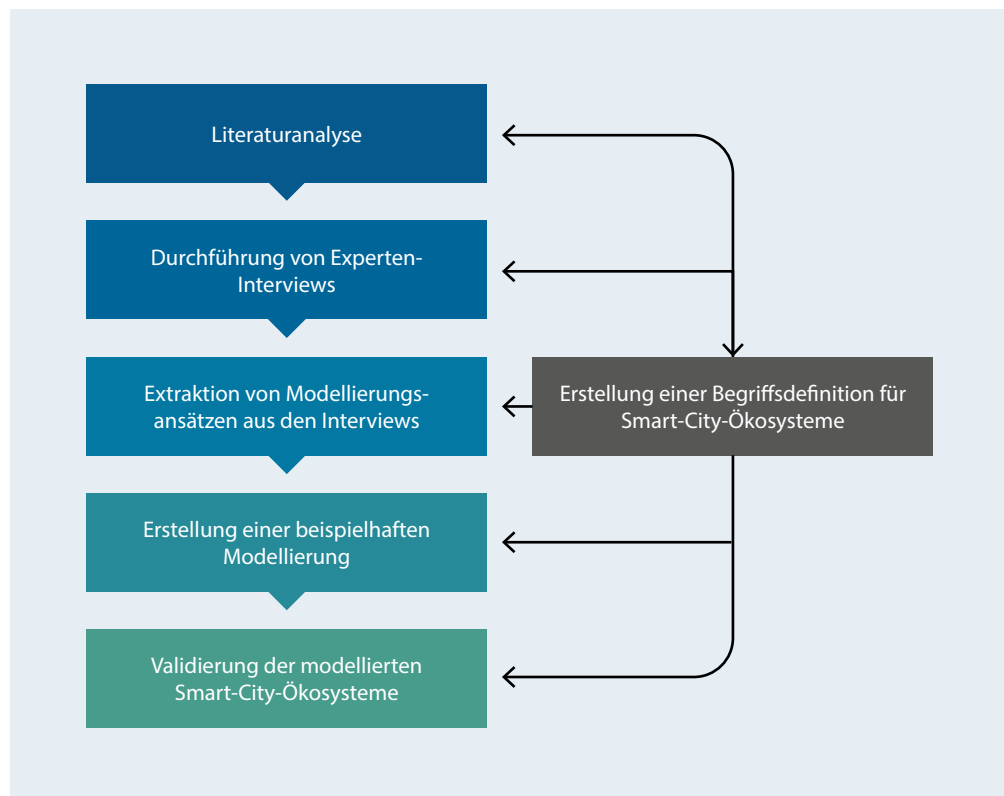 Literaturanalyse
Durchführung von Experten-
Interviews
Extraktion von Modellierungs-
ansätzen aus den Interviews
Erstellung einer Begriffsdefinition für
Smart-City-Ökosysteme
Erstellung einer beispielhaften
Modellierung
Validierung der modellierten
Smart-City-Ökosysteme